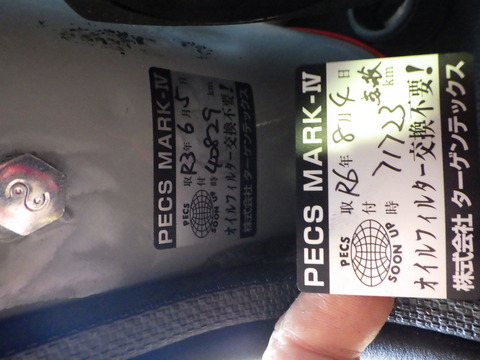 PECS MARK-Ⅳ
取 R3年 6月 5日
付
時 40829 km
PECS
SOON UP
オイルフィルター交換不要!
株式会社 ターゲンテックス
PECS MARK-Ⅳ
取 R6年 8月 4日
付
時 71723 km
PECS
SOON UP
オイルフィルター交換不要!
株式会社 ターゲンテックス